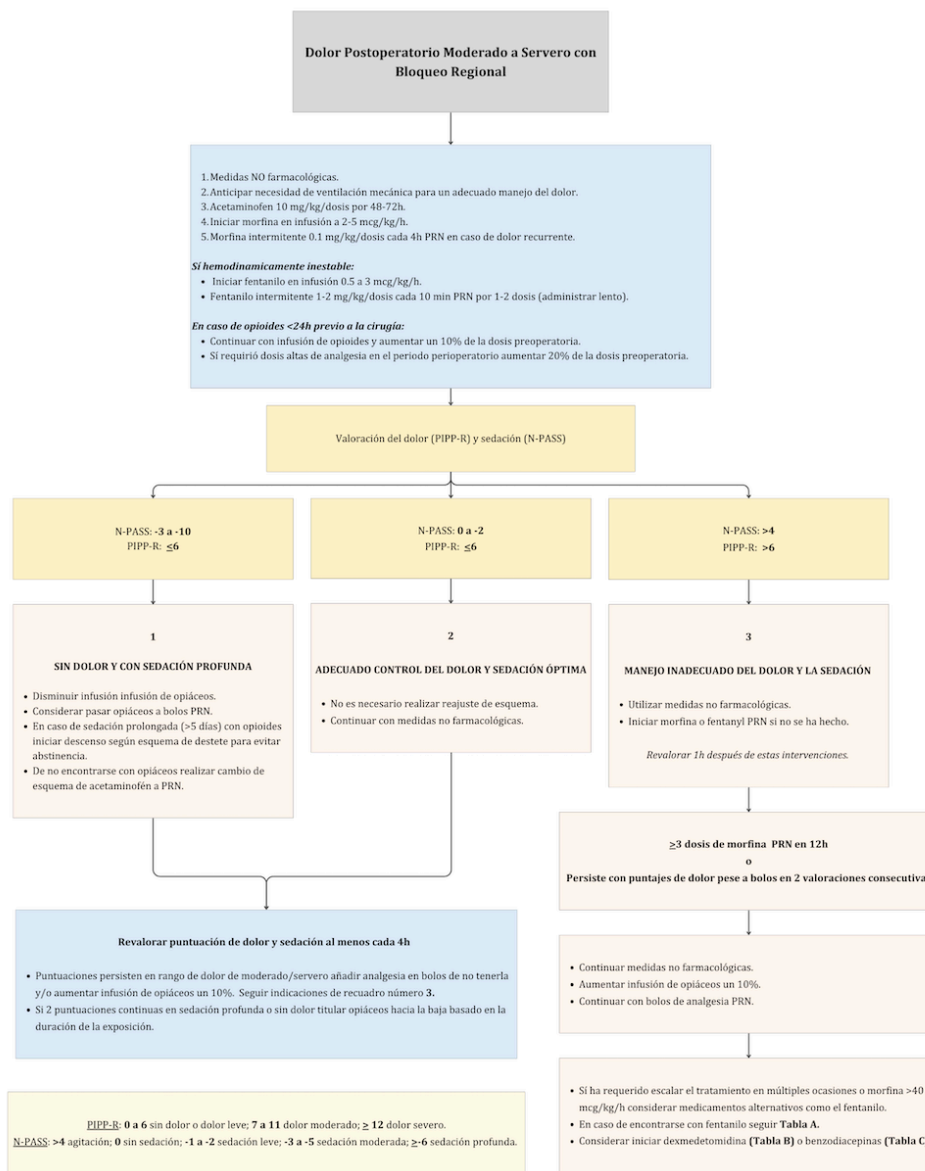 Dolor Postoperatorio Moderado a Servero con
Bloqueo Regional
1. Medidas NO farmacológicas.
2. Anticipar necesidad de ventilación mecánica para un adecuado manejo del dolor.
3. Acetaminofen 10 mg/kg/dosis por 48-72h.
4. Iniciar morfina en infusión a 2-5 mcg/kg/h.
5. Morfina intermitente 0.1 mg/kg/dosis cada 4h PRN en caso de dolor recurrente.
Sí hemodinamicamente inestable:
• Iniciar fentanilo en infusión 0.5 a 3 mcg/kg/h.
• Fentanilo intermitente 1-2 mg/kg/dosis cada 10 min PRN por 1-2 dosis (administrar lento).
En caso de opioides <24h previo a la cirugía:
• Continuar con infusión de opioides y aumentar un 10% de la dosis preoperatoria.
• Sí requirió dosis altas de analgesia en el periodo perioperatorio aumentar 20% de la dosis preoperatoria.
Valoración del dolor (PIPP-R) y sedación (N-PASS)
N-PASS: -3 a -10
PIPP-R: ≤6
N-PASS: 0 a -2
PIPP-R: ≤6
N-PASS: >4
PIPP-R: >6
1
SIN DOLOR Y CON SEDACIÓN PROFUNDA
• Disminuir infusión infusión de opiáceos.
• Considerar pasar opiáceos a bolos PRN.
• En caso de sedación prolongada (>5 días) con opioides
iniciar descenso según esquema de destete para evitar
abstinencia.
• De no encontrarse con opiáceos realizar cambio de
esquema de acetaminofén a PRN.
2
ADECUADO CONTROL DEL DOLOR Y SEDACIÓN ÓPTIMA
• No es necesario realizar reajuste de esquema.
• Continuar con medidas no farmacológicas.
3
MANEJO INADECUADO DEL DOLOR Y LA SEDACIÓN
• Utilizar medidas no farmacológicas.
• Iniciar morfina o fentanyl PRN si no se ha hecho.
Revalorar 1h después de estas intervenciones.
≥3 dosis de morfina PRN en 12h
o
Persiste con puntajes de dolor pese a bolos en 2 valoraciones consecutiva
• Continuar medidas no farmacológicas.
• Aumentar infusión de opiáceos un 10%.
• Continuar con bolos de analgesia PRN.
• Sí ha requerido escalar el tratamiento en múltiples ocasiones o morfina >40
mcg/kg/h considerar medicamentos alternativos como el fentanilo.
• En caso de encontrarse con fentanilo seguir Tabla A.
• Considerar iniciar dexmedetomidina (Tabla B) o benzodiacepinas (Tabla C
Revalorar puntuación de dolor y sedación al menos cada 4h
• Puntuaciones persisten en rango de dolor de moderado/servero añadir analgesia en bolos de no tenerla
y/o aumentar infusión de opiáceos un 10%. Seguir indicaciones de recuadro número 3.
• Si 2 puntuaciones continuas en sedación profunda o sin dolor titular opiáceos hacia la baja basado en la
duración de la exposición.
PIPP-R: 0 a 6 sin dolor o dolor leve; 7 a 11 dolor moderado; ≥ 12 dolor severo.
N-PASS: >4 agitación; 0 sin sedación; -1 a -2 sedación leve; -3 a -5 sedación moderada; ≥-6 sedación profunda.